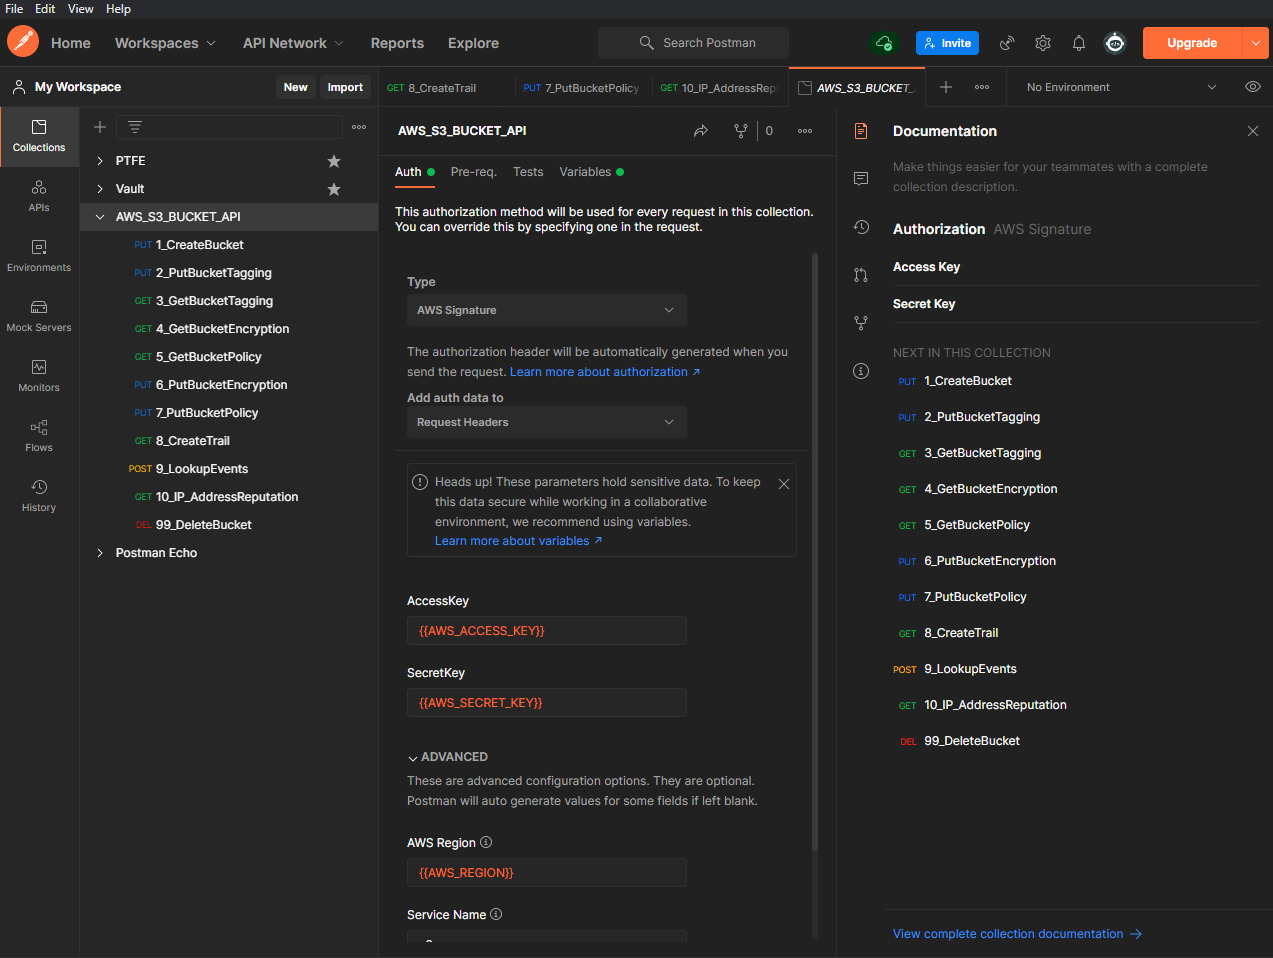 File Edit View Help
Home Workspaces API Network Reports Explore Search Postman Invite Upgrade
My Workspace New Import
GET 8_CreateTrail PUT 7_PutBucketPolicy GET 10_IP_AddressRep AWS_S3_BUCKET_ No Environment
Collections
APIs
Environments
Mock Servers
Monitors
Flows
History
PTFE
Vault
AWS_S3_BUCKET_API
PUT 1_CreateBucket
PUT 2_PutBucketTagging
GET 3_GetBucketTagging
GET 4_GetBucketEncryption
GET 5_GetBucketPolicy
PUT 6_PutBucketEncryption
PUT 7_PutBucketPolicy
GET 8_CreateTrail
POST 9_LookupEvents
GET 10_IP_AddressReputation
DEL 99_DeleteBucket
Postman Echo
AWS_S3_BUCKET_API 0
Auth Pre-req. Tests Variables
This authorization method will be used for every request in this collection.
You can override this by specifying one in the request.
Type
AWS Signature
The authorization header will be automatically generated when you
send the request. Learn more about authorization ↗
Add auth data to
Request Headers
Heads up! These parameters hold sensitive data. To keep
this data secure while working in a collaborative
environment, we recommend using variables.
Learn more about variables ↗
AccessKey
{{AWS_ACCESS_KEY}}
SecretKey
{{AWS_SECRET_KEY}}
ADVANCED
These are advanced configuration options. They are optional.
Postman will auto generate values for some fields if left blank.
AWS Region
{{AWS_REGION}}
Service Name
Documentation
Make things easier for your teammates with a complete
collection description.
Authorization AWS Signature
Access Key
Secret Key
NEXT IN THIS COLLECTION
PUT 1_CreateBucket
PUT 2_PutBucketTagging
GET 3_GetBucketTagging
GET 4_GetBucketEncryption
GET 5_GetBucketPolicy
PUT 6_PutBucketEncryption
PUT 7_PutBucketPolicy
GET 8_CreateTrail
POST 9_LookupEvents
GET 10_IP_AddressReputation
DEL 99_DeleteBucket
View complete collection documentation →